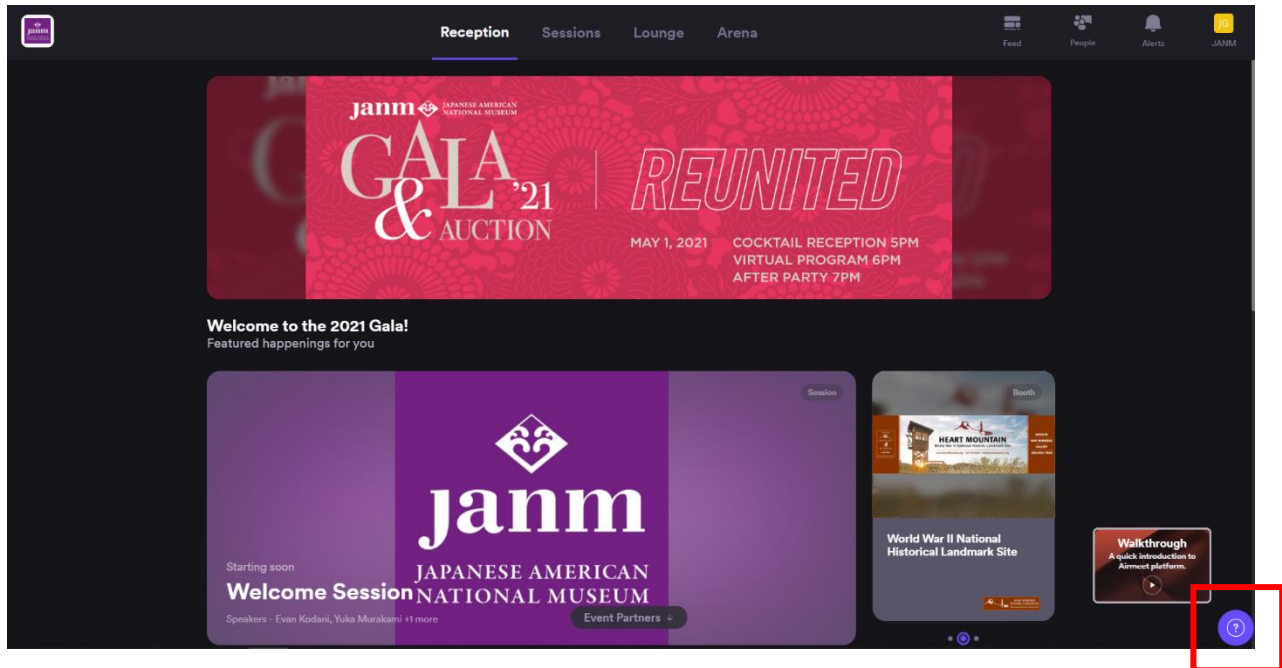 janm
Reception Sessions Lounge Arena
Feed People Alerts JG JANM
janm JAPANESE AMERICAN
NATIONAL MUSEUM
GALA
& '21
AUCTION
REUNITED
MAY 1, 2021
COCKTAIL RECEPTION 5PM
VIRTUAL PROGRAM 6PM
AFTER PARTY 7PM
Welcome to the 2021 Gala!
Featured happenings for you
Session
janm
JAPANESE AMERICAN
NATIONAL MUSEUM
Starting soon
Welcome Session
Speakers - Evan Kodani, Yuka Murakami +1 more
Event Partners ↓
Booth
HEART MOUNTAIN
World War II National
Historical Landmark Site
Walkthrough
A quick introduction to
Airmeet platform.
?